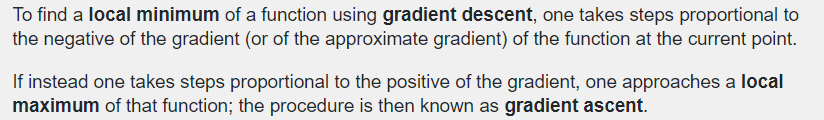 To find a local minimum of a function using gradient descent, one takes steps proportional to
the negative of the gradient (or of the approximate gradient) of the function at the current point.
If instead one takes steps proportional to the positive of the gradient, one approaches a local
maximum of that function; the procedure is then known as gradient ascent.